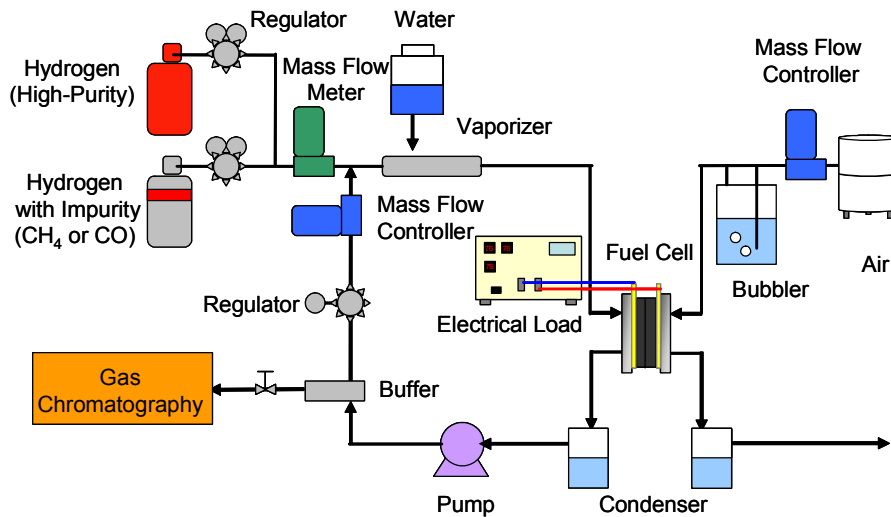 Regulator
Water
Mass Flow
Controller
Hydrogen
(High-Purity)
Mass Flow
Meter
Vaporizer
Hydrogen
with Impurity
(CH₄ or CO)
Mass Flow
Controller
Fuel Cell
Air
Bubbler
Regulator
Electrical Load
Gas
Chromatography
Buffer
Pump
Condenser